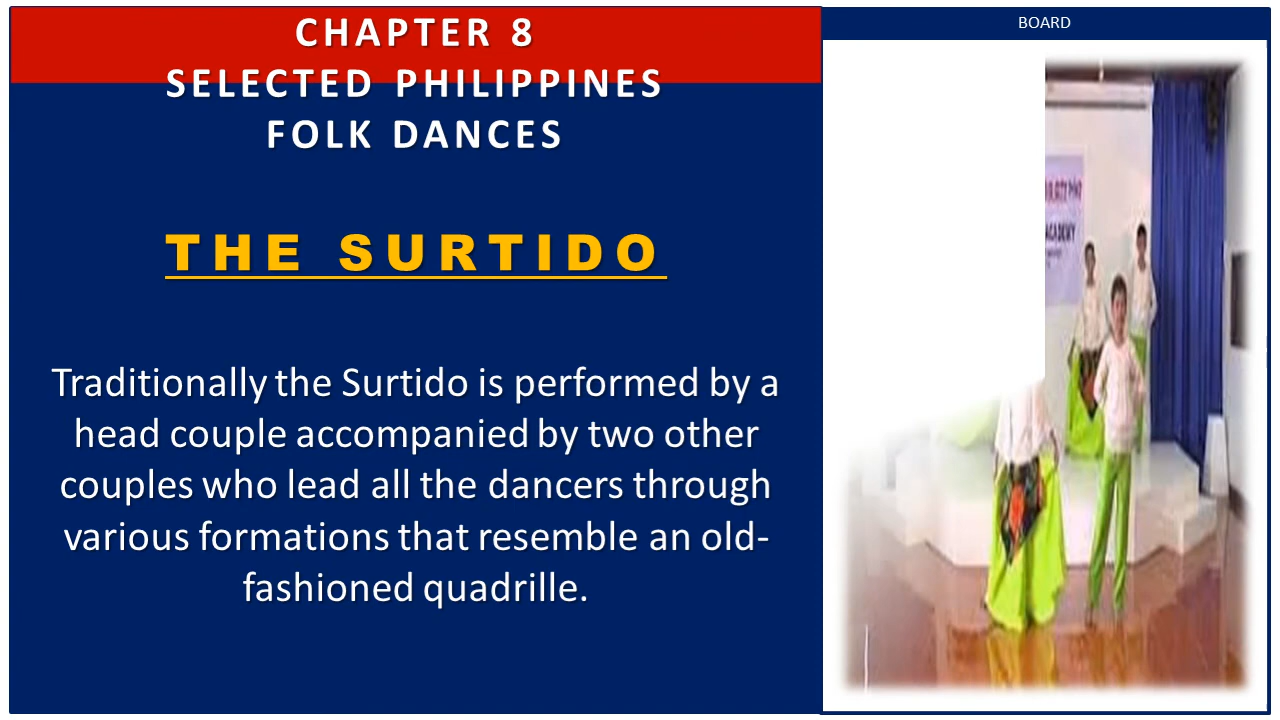 CHAPTER 8
SELECTED PHILIPPINES
FOLK DANCES
THE SURTIDO
Traditionally the Surtido is performed by a
head couple accompanied by two other
couples who lead all the dancers through
various formations that resemble an old-
fashioned quadrille.
BOARD
ACADEMY